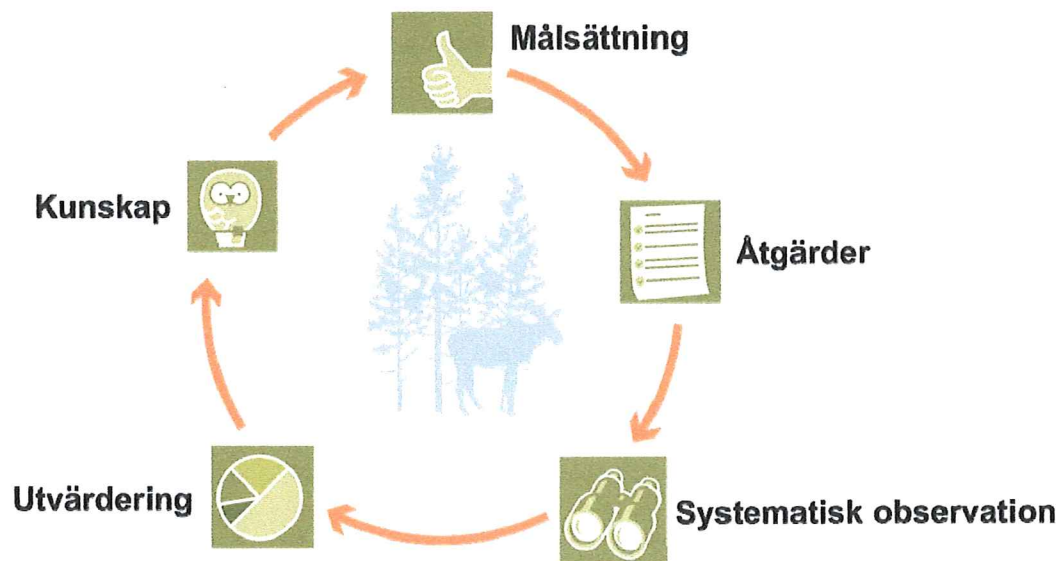 Målsättning
Åtgärder
Systematisk observation
Utvärdering
Kunskap